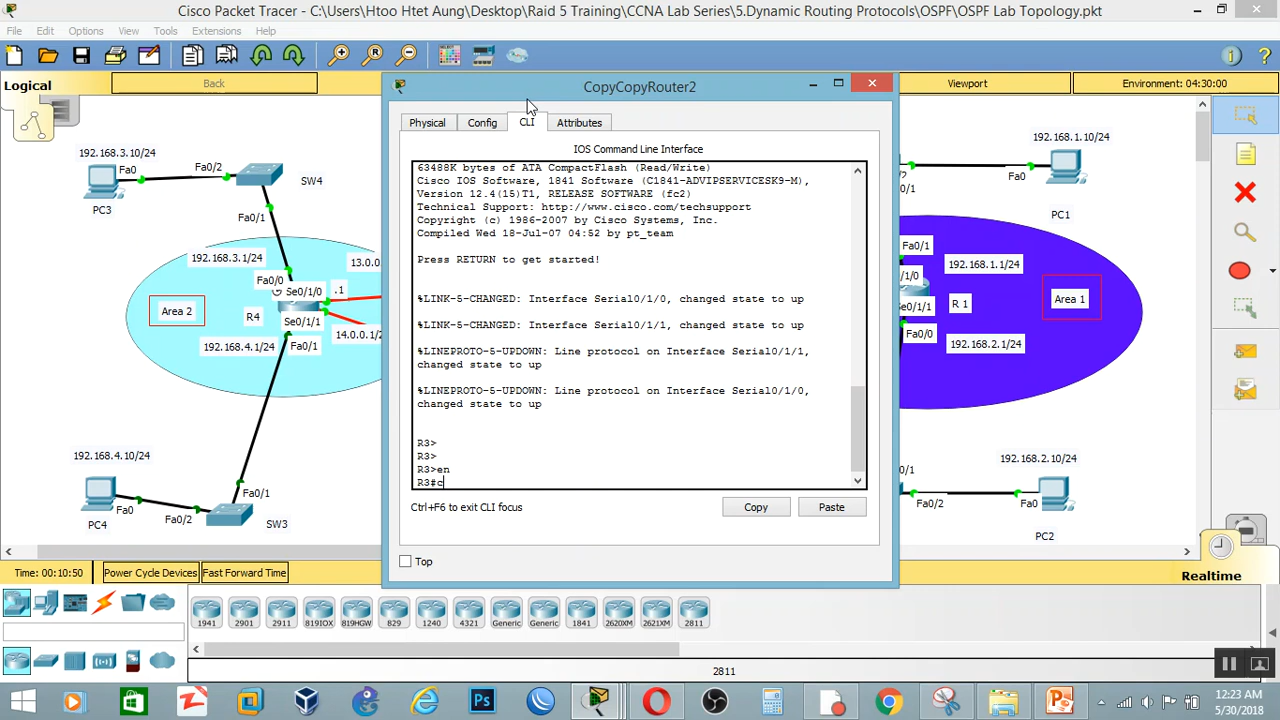 Cisco Packet Tracer - C:\Users\Htoo Htet Aung\Desktop\Raid 5 Training\CCNA Lab Series\5.Dynamic Routing Protocols\OSPF\OSPF Lab Topology.pkt
File Edit Options View Tools Extensions Help
Logical
Back
Viewport
Environment: 04:30:00
CopyCopyRouter2
Physical
Config
CLI
Attributes
IOS Command Line Interface
63488K bytes of ATA CompactFlash (Read/Write)
Cisco IOS Software, 1841 Software (C1841-ADVIPSERVICESK9-M),
Version 12.4(15)T1, RELEASE SOFTWARE (fc2)
Technical Support: http://www.cisco.com/techsupport
Copyright (c) 1986-2007 by Cisco Systems, Inc.
Compiled Wed 18-Jul-07 04:52 by pt_team
Press RETURN to get started!
%LINK-5-CHANGED: Interface Serial0/1/0, changed state to up
%LINK-5-CHANGED: Interface Serial0/1/1, changed state to up
%LINEPROTO-5-UPDOWN: Line protocol on Interface Serial0/1/1,
changed state to up
%LINEPROTO-5-UPDOWN: Line protocol on Interface Serial0/1/0,
changed state to up
R3>
R3>
R3>en
R3#c
Ctrl+F6 to exit CLI focus
Copy
Paste
Top
192.168.3.10/24
Fa0
Fa0/2
SW4
PC3
Fa0/1
192.168.3.1/24
13.0.0
Fa0/0
Se0/1/0
.1
Area 2
R4
Se0/1/1
14.0.0.1/2
192.168.4.1/24
Fa0/1
192.168.4.10/24
Fa0/1
Fa0
Fa0/2
SW3
PC4
192.168.1.10/24
Fa0
PC1
Fa0/1
192.168.1.1/24
1/0
Area 1
R 1
e0/1/1
Fa0/0
192.168.2.1/24
192.168.2.10/24
Fa0/2
Fa0
PC2
Time: 00:10:50
Power Cycle Devices
Fast Forward Time
Realtime
1941
2901
2911
819IOX
819HGW
829
1240
4321
Generic
Generic
1841
2620XM
2621XM
2811
2811
12:23 AM
5/30/2018